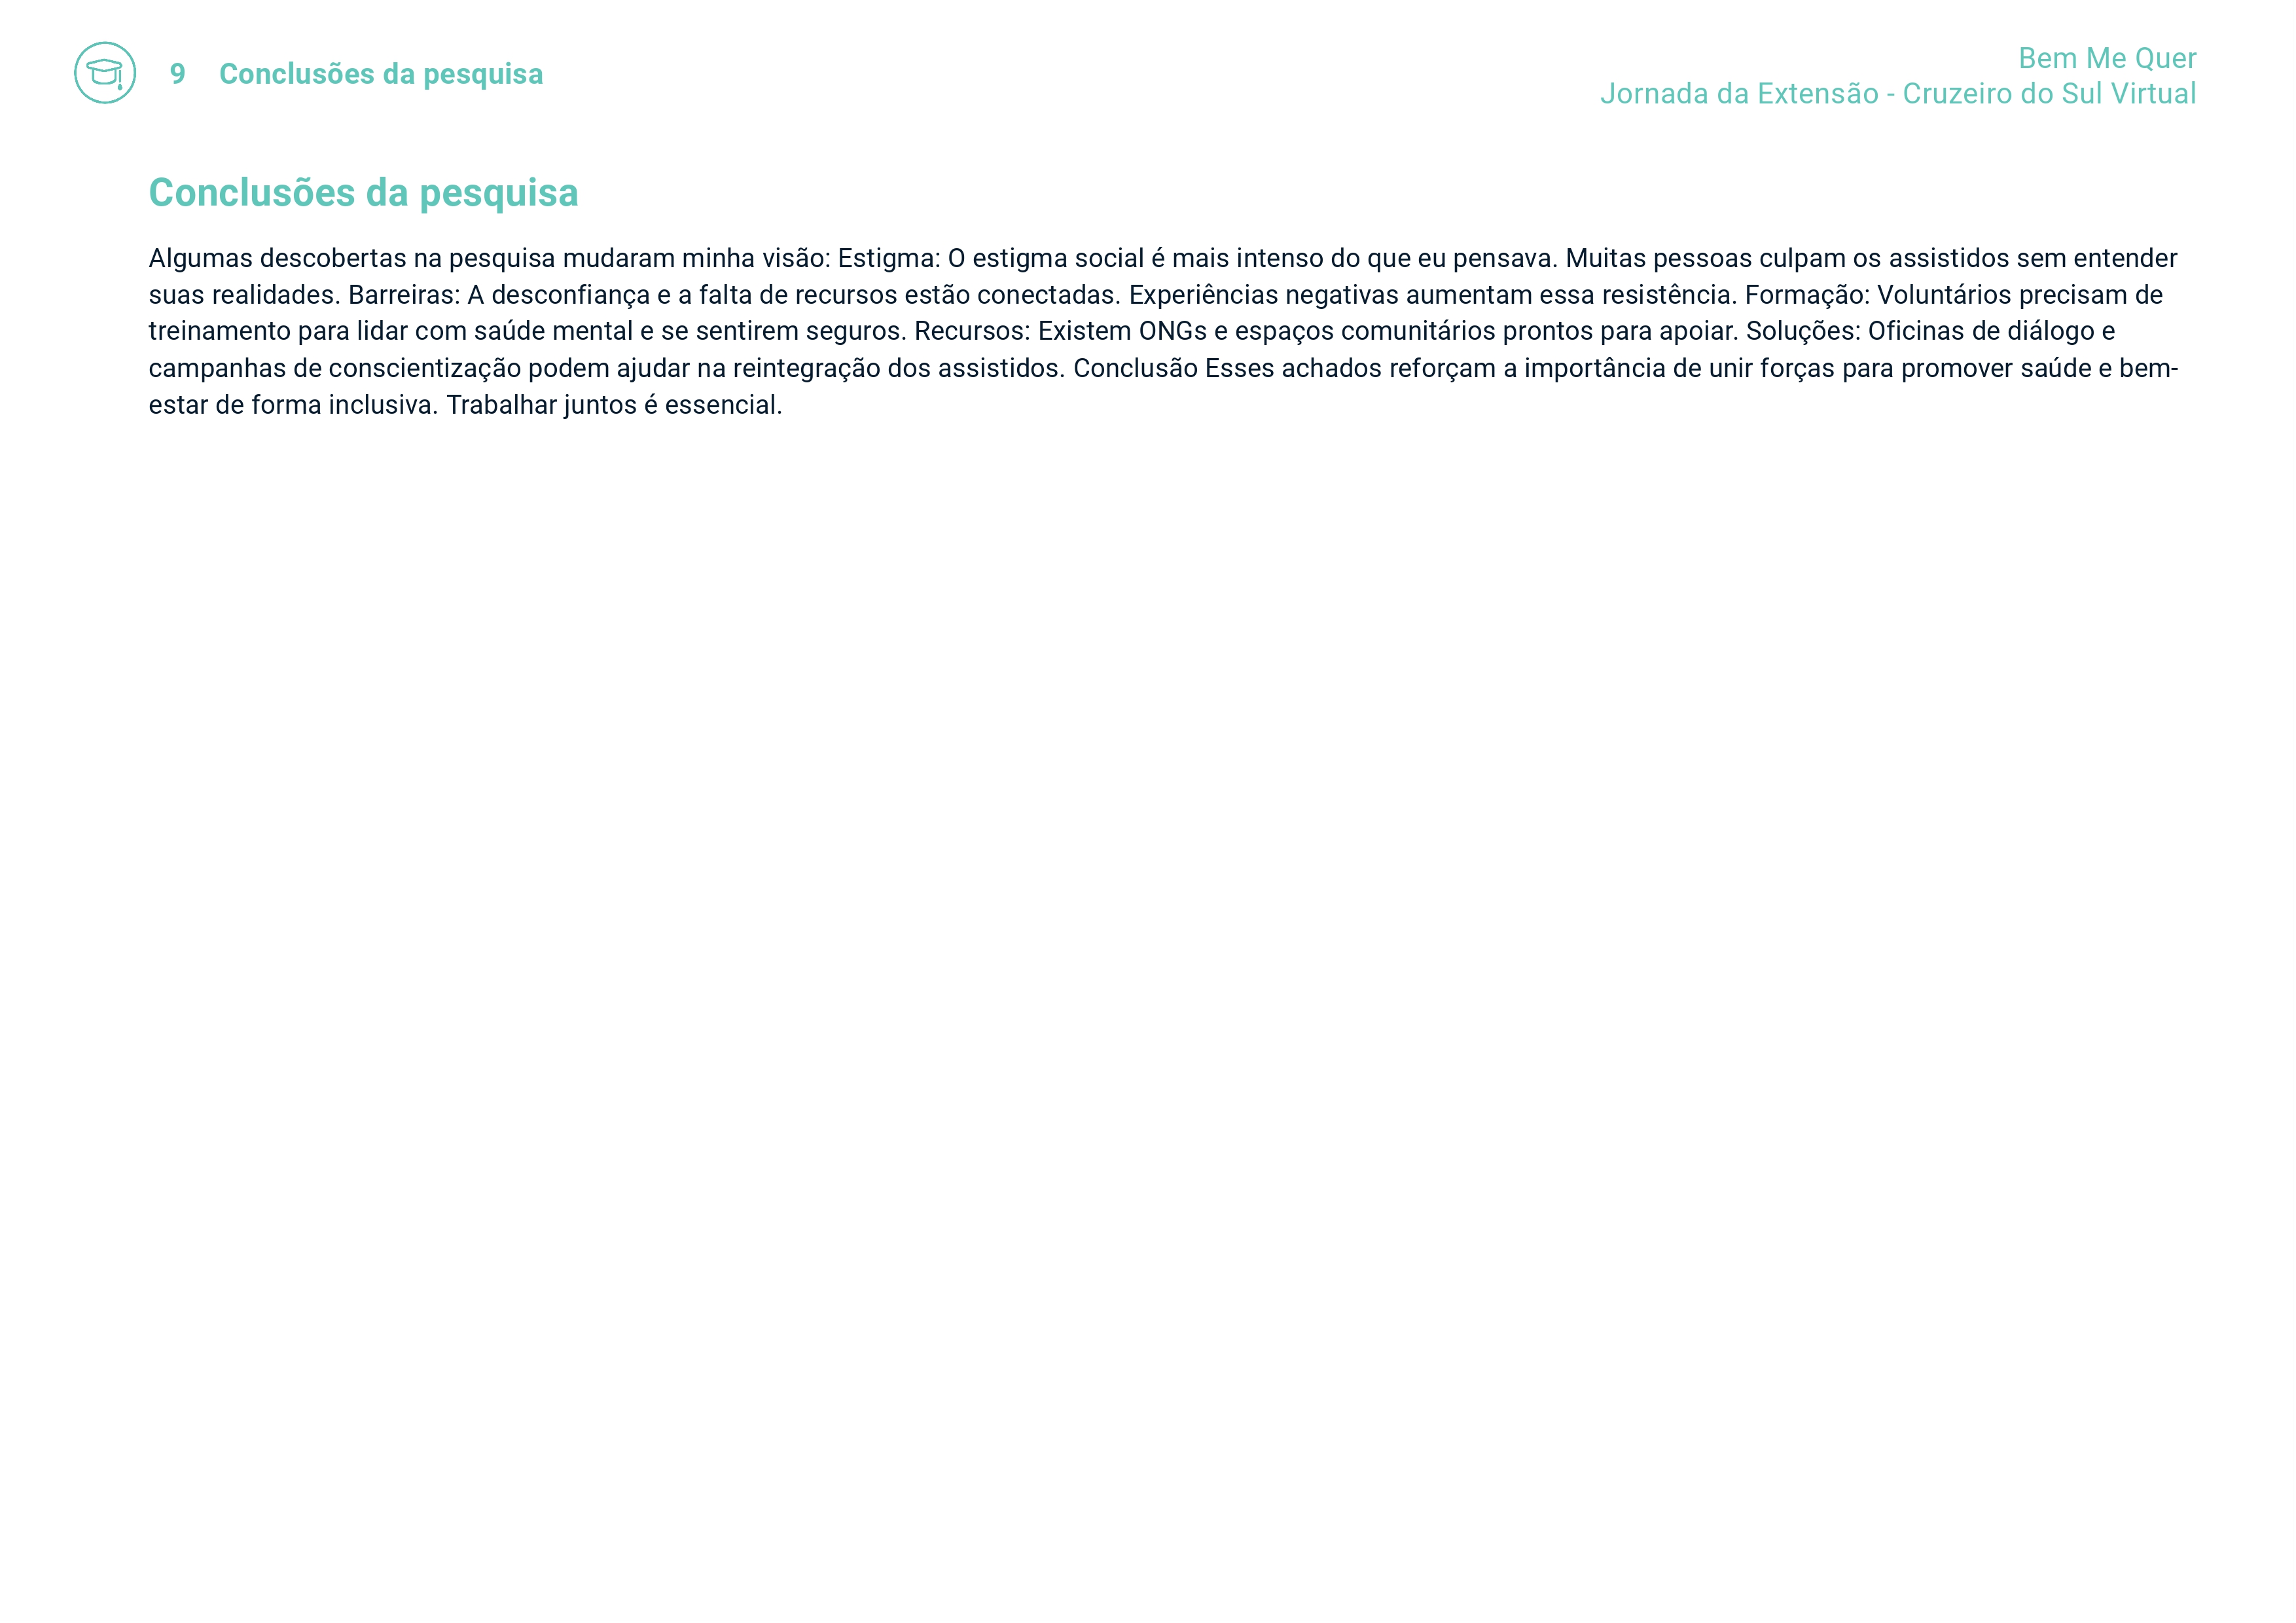 9 Conclusões da pesquisa
Bem Me Quer
Jornada da Extensão - Cruzeiro do Sul Virtual
Conclusões da pesquisa
Algumas descobertas na pesquisa mudaram minha visão: Estigma: O estigma social é mais intenso do que eu pensava. Muitas pessoas culpam os assistidos sem entender
suas realidades. Barreiras: A desconfiança e a falta de recursos estão conectadas. Experiências negativas aumentam essa resistência. Formação: Voluntários precisam de
treinamento para lidar com saúde mental e se sentirem seguros. Recursos: Existem ONGs e espaços comunitários prontos para apoiar. Soluções: Oficinas de diálogo e
campanhas de conscientização podem ajudar na reintegração dos assistidos. Conclusão Esses achados reforçam a importância de unir forças para promover saúde e bem-
estar de forma inclusiva. Trabalhar juntos é essencial.